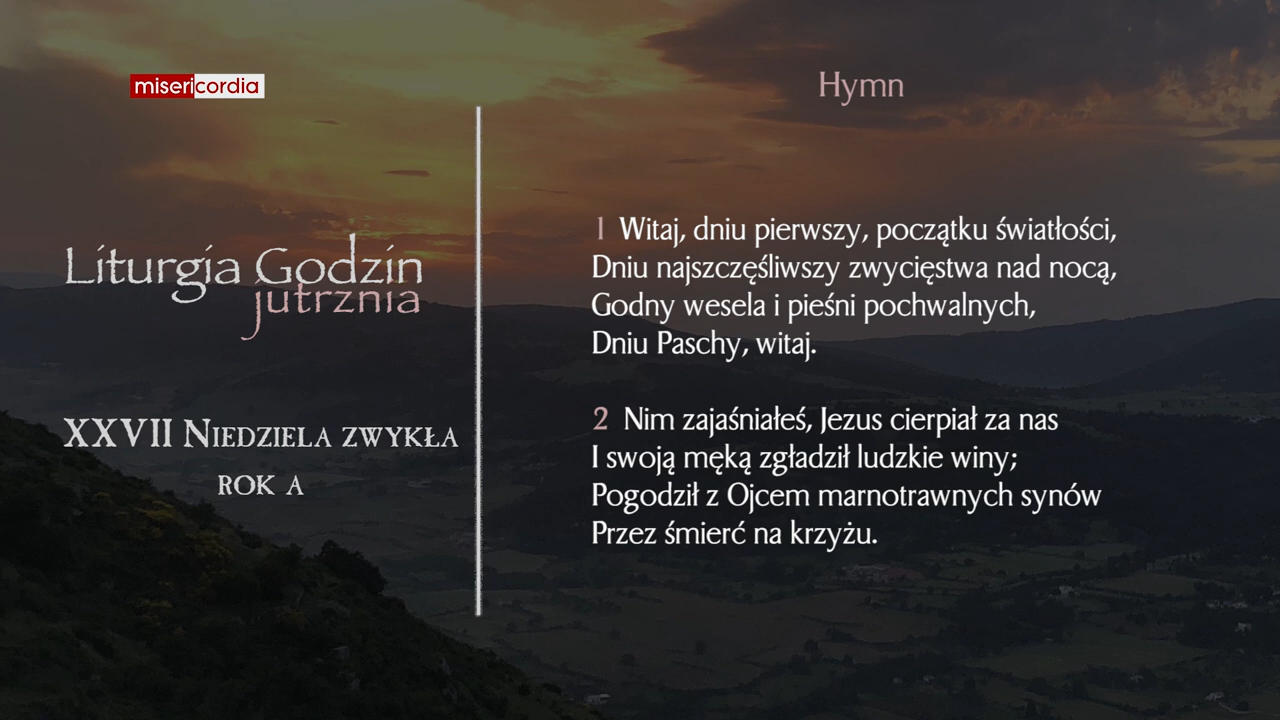 misericordia
Liturgia Godzin
jutrznia
XXVII Niedziela zwykła
rok A
Hymn
1 Witaj, dniu pierwszy, początku światłości,
Dniu najszczęśliwszy zwycięstwa nad nocą,
Godny wesela i pieśni pochwalnych,
Dniu Paschy, witaj.
2 Nim zajaśniałeś, Jezus cierpiał za nas
I swoją męką zgładził ludzkie winy;
Pogodził z Ojcem marnotrawnych synów
Przez śmierć na krzyżu.